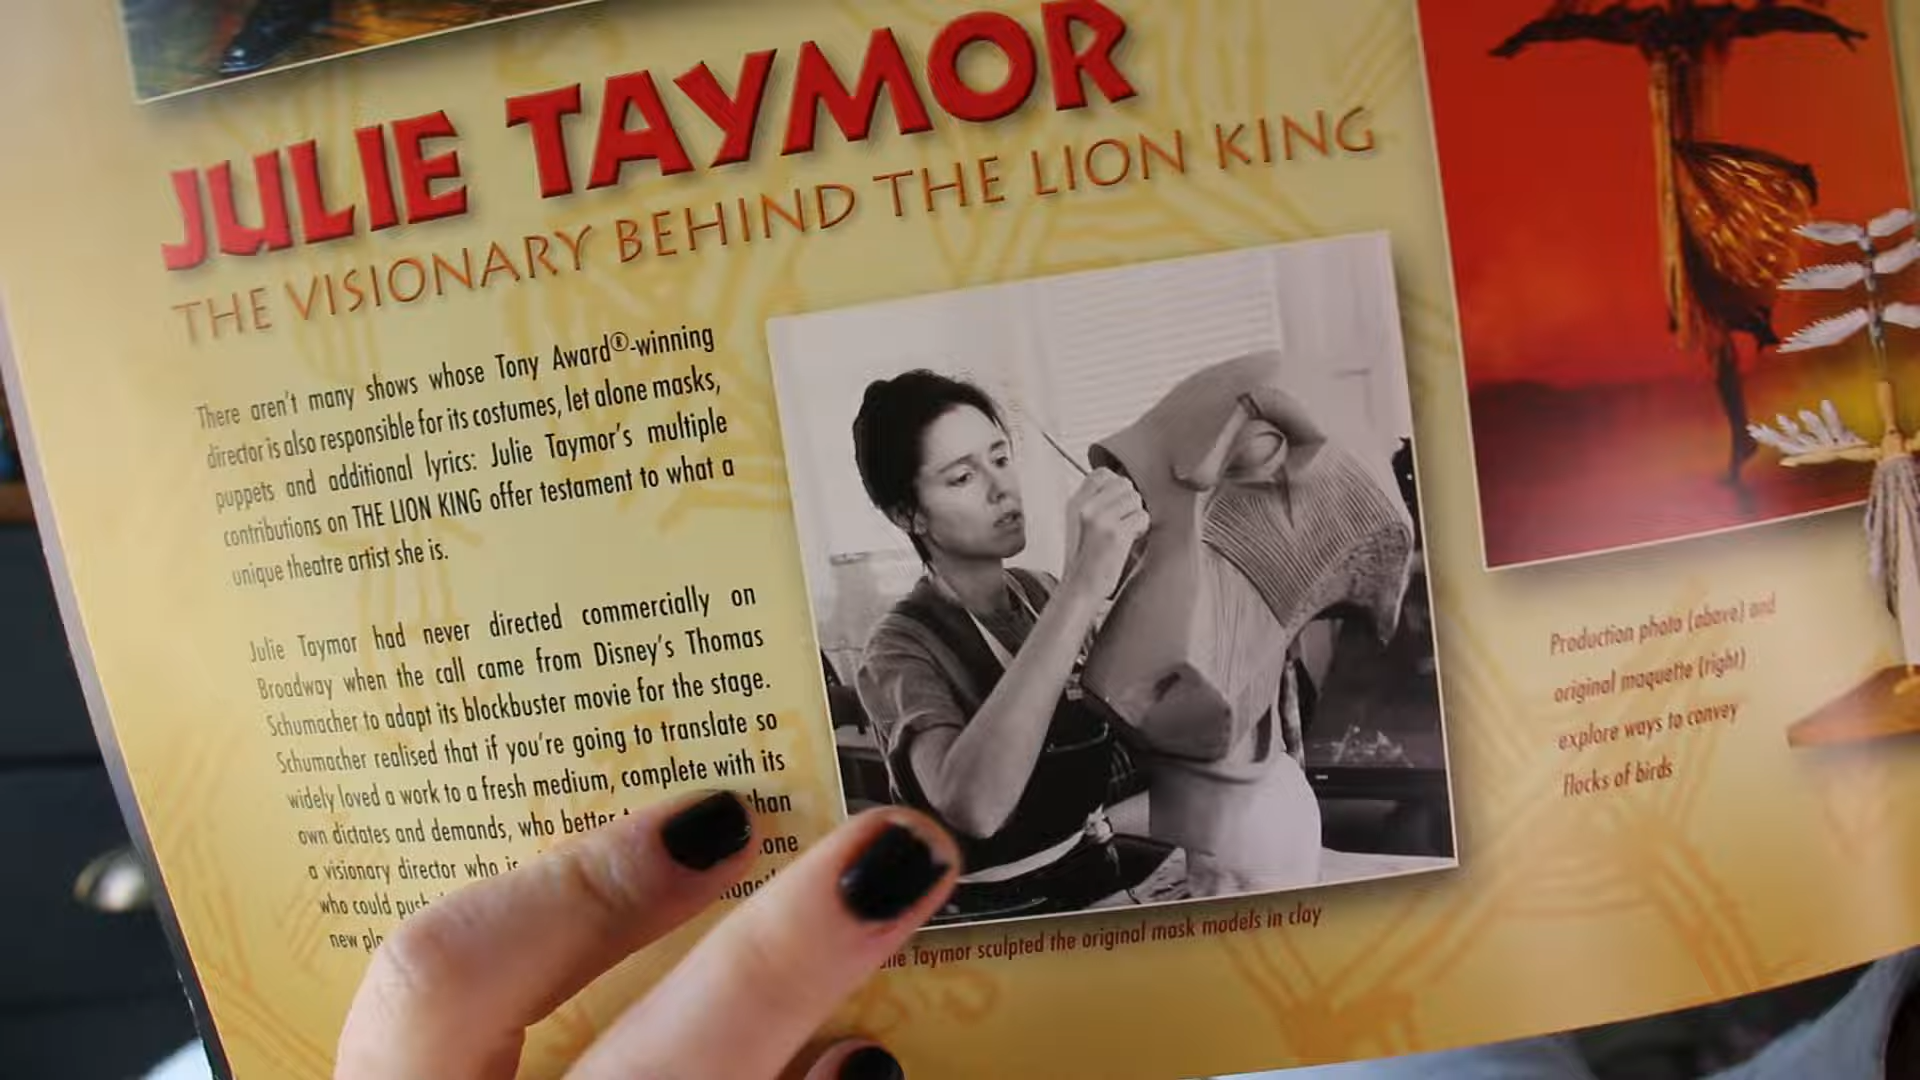 JULIE TAYMOR
THE VISIONARY BEHIND THE LION KING
There aren't many shows whose Tony Award®-winning
director is also responsible for its costumes, let alone masks,
puppets and additional lyrics: Julie Taymor's multiple
contributions on THE LION KING offer testament to what a
unique theatre artist she is.
Julie Taymor had never directed commercially on
Broadway when the call came from Disney's Thomas
Schumacher to adapt its blockbuster movie for the stage.
Schumacher realised that if you're going to translate so
widely loved a work to a fresh medium, complete with its
own dictates and demands, who better than
a visionary director who
who could
new
Taymor sculpted the original mask models in clay
Production photo (above) and
original maquette (right)
explore ways to convey
flocks of birds